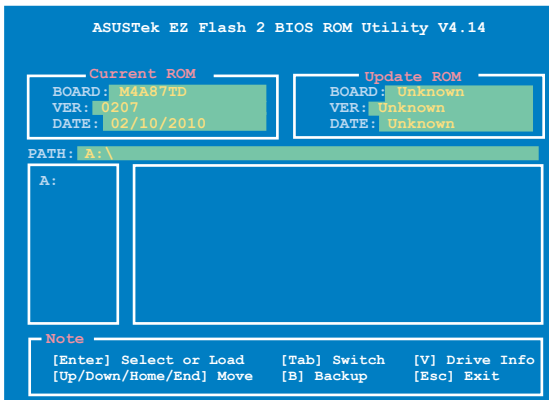 ASUSTek EZ Flash 2 BIOS ROM Utility V4.14
Current ROM
BOARD: M4A87TD
VER: 0207
DATE: 02/10/2010
Update ROM
BOARD: Unknown
VER: Unknown
DATE: Unknown
PATH: A:\
A:
Note
[Enter] Select or Load [Tab] Switch [V] Drive Info
[Up/Down/Home/End] Move [B] Backup [Esc] Exit